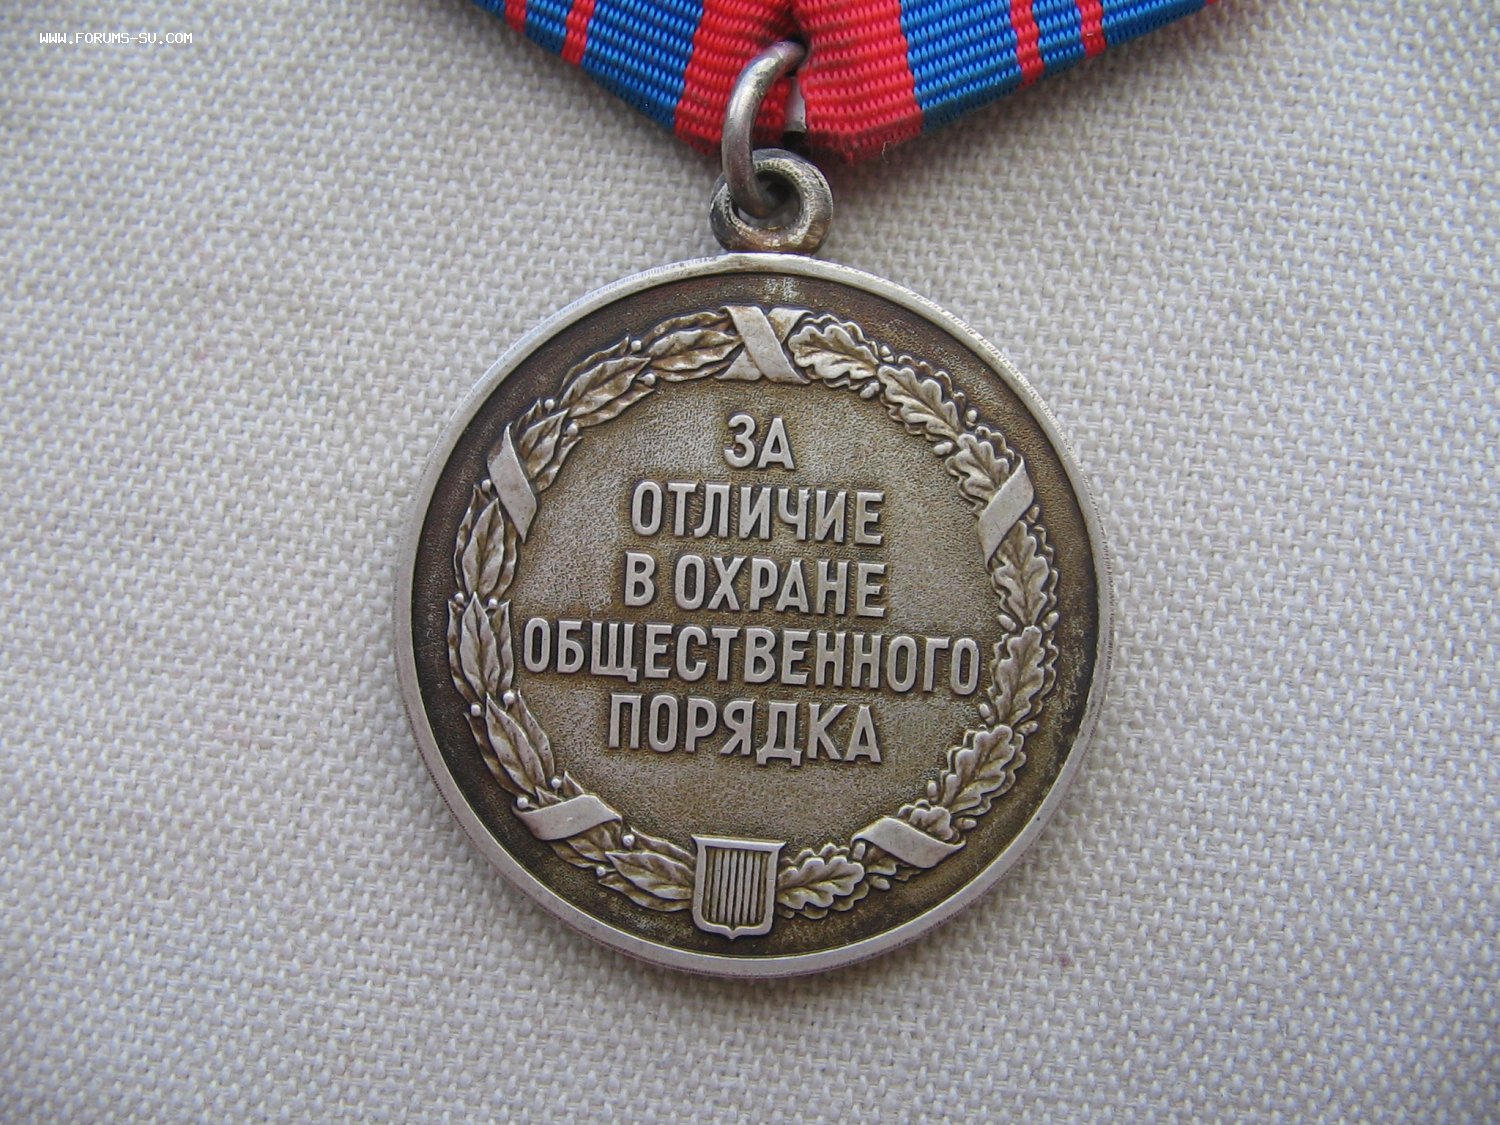 WWW.FORUMS-SU.COM
ЗА
ОТЛИЧИЕ
В ОХРАНЕ
ОБЩЕСТВЕННОГО
ПОРЯДКА